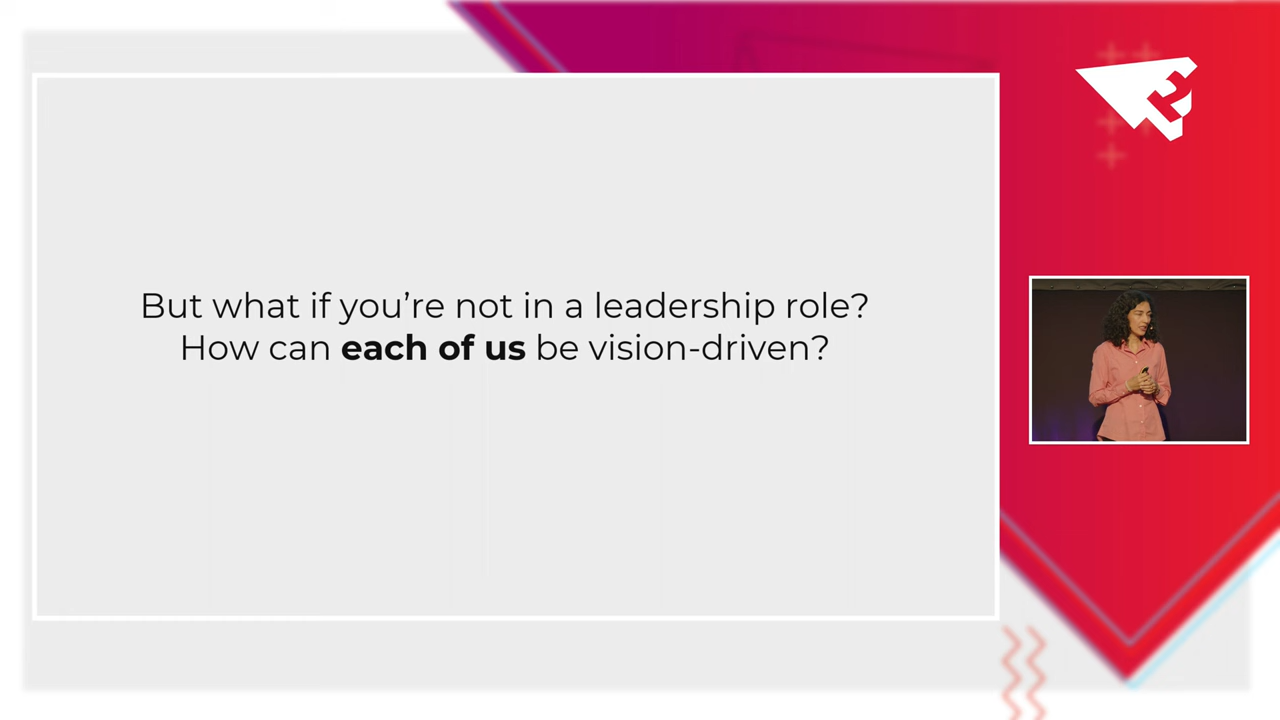 But what if you’re not in a leadership role?
How can each of us be vision-driven?